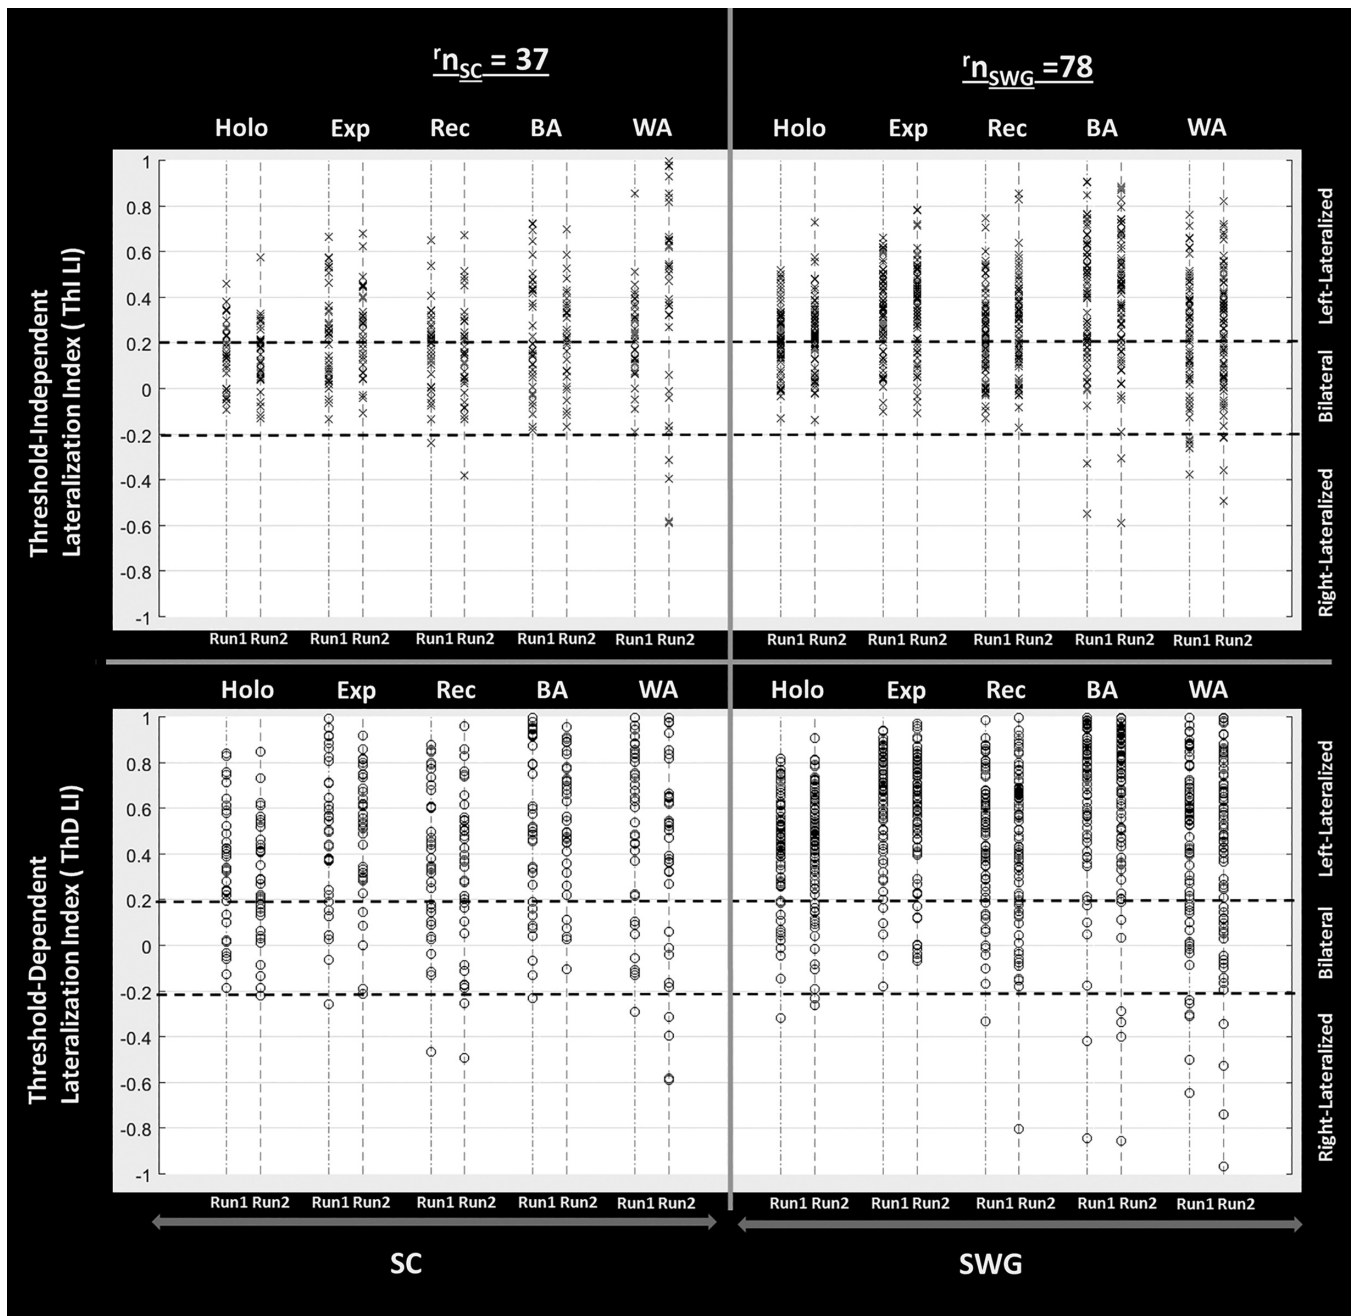 rnSC = 37
rnSWG =78
Holo Exp Rec BA WA
Holo Exp Rec BA WA
Threshold-Independent
Lateralization Index ( ThI LI)
1
0.8
0.6
0.4
0.2
0
-0.2
-0.4
-0.6
-0.8
-1
Left-Lateralized
Bilateral
Right-Lateralized
Run1 Run2 Run1 Run2 Run1 Run2 Run1 Run2 Run1 Run2
Run1 Run2 Run1 Run2 Run1 Run2 Run1 Run2 Run1 Run2
Holo Exp Rec BA WA
Holo Exp Rec BA WA
Threshold-Dependent
Lateralization Index ( ThD LI)
1
0.8
0.6
0.4
0.2
0
-0.2
-0.4
-0.6
-0.8
-1
Left-Lateralized
Bilateral
Right-Lateralized
Run1 Run2 Run1 Run2 Run1 Run2 Run1 Run2 Run1 Run2
Run1 Run2 Run1 Run2 Run1 Run2 Run1 Run2 Run1 Run2
SC
SWG